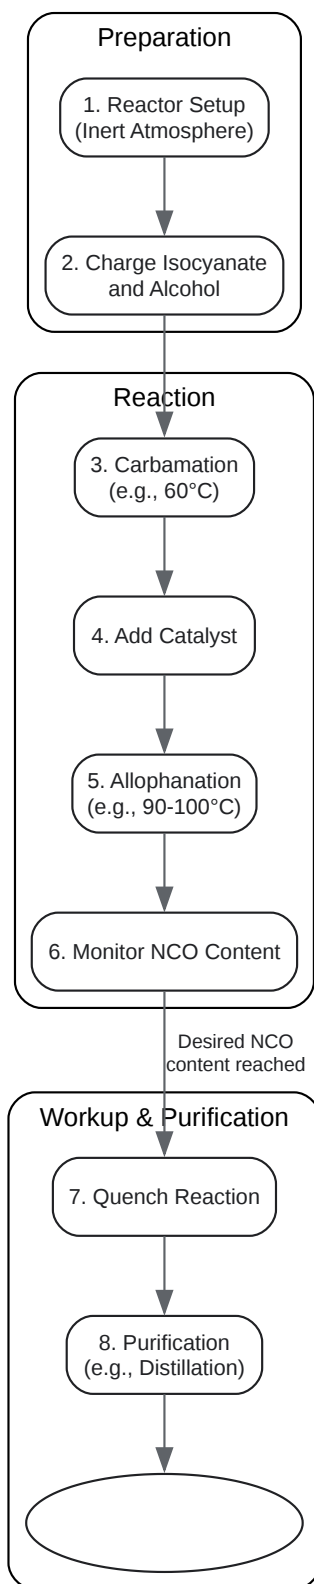 Preparation
1. Reactor Setup
(Inert Atmosphere)
2. Charge Isocyanate
and Alcohol
Reaction
3. Carbamation
(e.g., 60°C)
4. Add Catalyst
5. Allophanation
(e.g., 90-100°C)
6. Monitor NCO Content
Desired NCO
content reached
Workup & Purification
7. Quench Reaction
8. Purification
(e.g., Distillation)